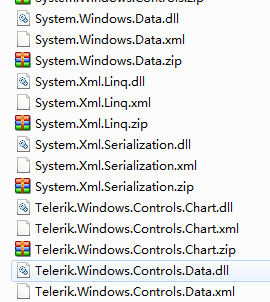 System.Windows.Controls.zip
System.Windows.Data.dll
System.Windows.Data.xml
System.Windows.Data.zip
System.Xml.Linq.dll
System.Xml.Linq.xml
System.Xml.Linq.zip
System.Xml.Serialization.dll
System.Xml.Serialization.xml
System.Xml.Serialization.zip
Telerik.Windows.Controls.Chart.dll
Telerik.Windows.Controls.Chart.xml
Telerik.Windows.Controls.Chart.zip
Telerik.Windows.Controls.Data.dll
Telerik.Windows.Controls.Data.xml